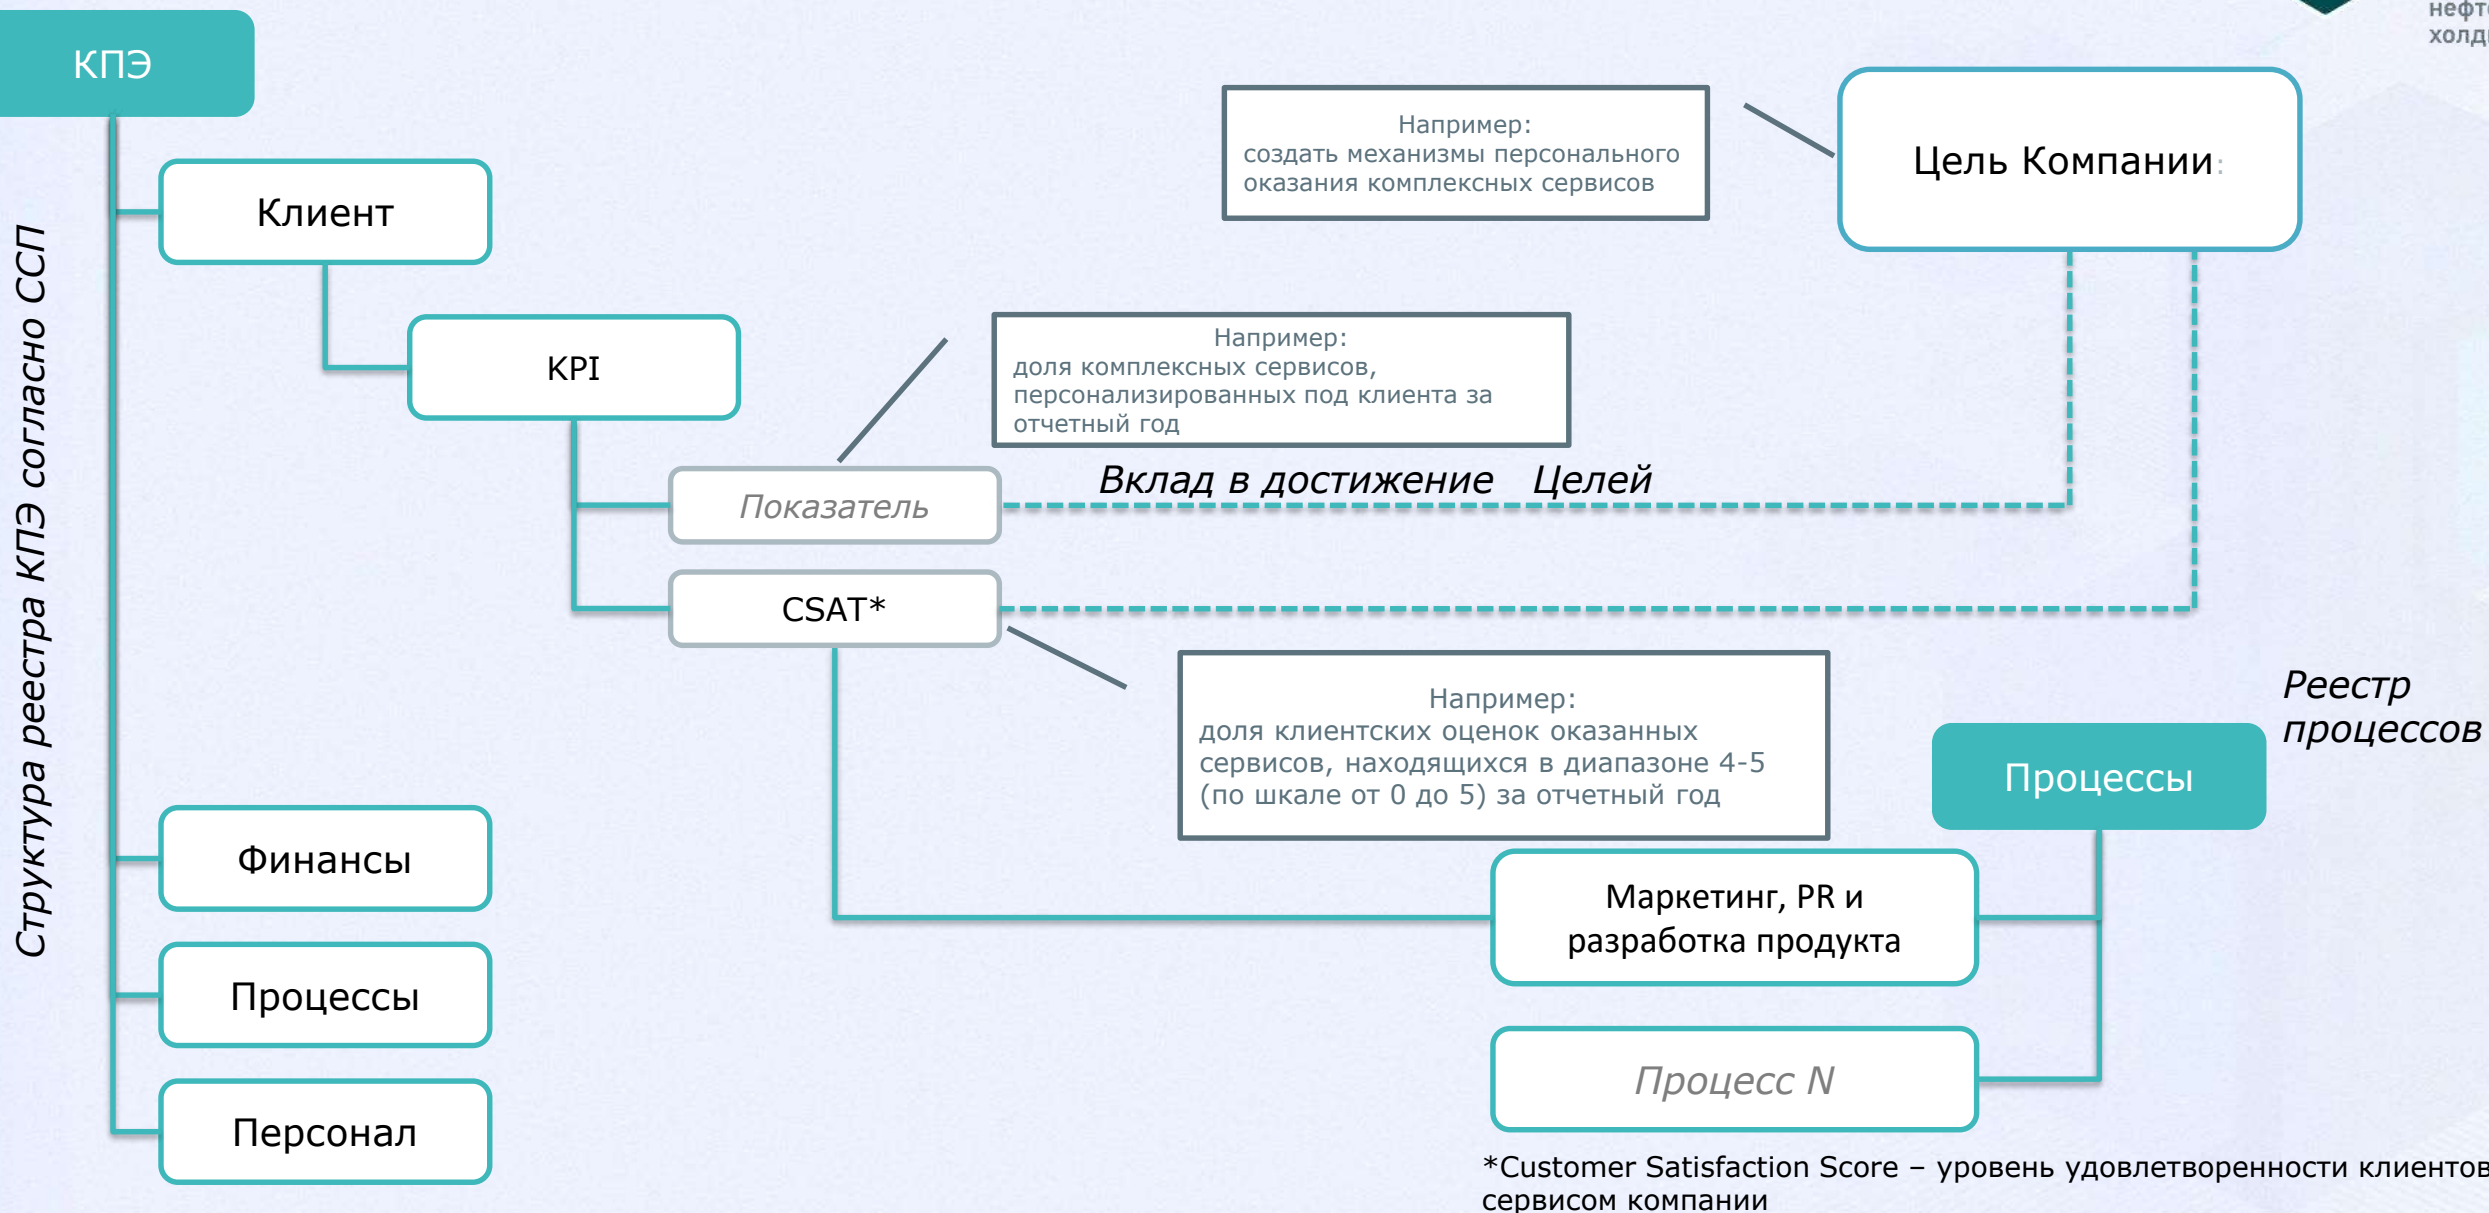 нефт
холд
КПЭ
Например:
создать механизмы персонального
оказания комплексных сервисов
Цель Компании:
Клиент
Структура реестра КПЭ согласно ССП
KPI
Например:
доля комплексных сервисов,
персонализированных под клиента за
отчетный год
Показатель
Вклад в достижение Целей
CSAT*
Например:
доля клиентских оценок оказанных
сервисов, находящихся в диапазоне 4-5
(по шкале от 0 до 5) за отчетный год
Реестр
процессов
Процессы
Финансы
Маркетинг, PR и
разработка продукта
Процессы
Процесс N
Персонал
*Customer Satisfaction Score – уровень удовлетворенности клиентов
сервисом компании